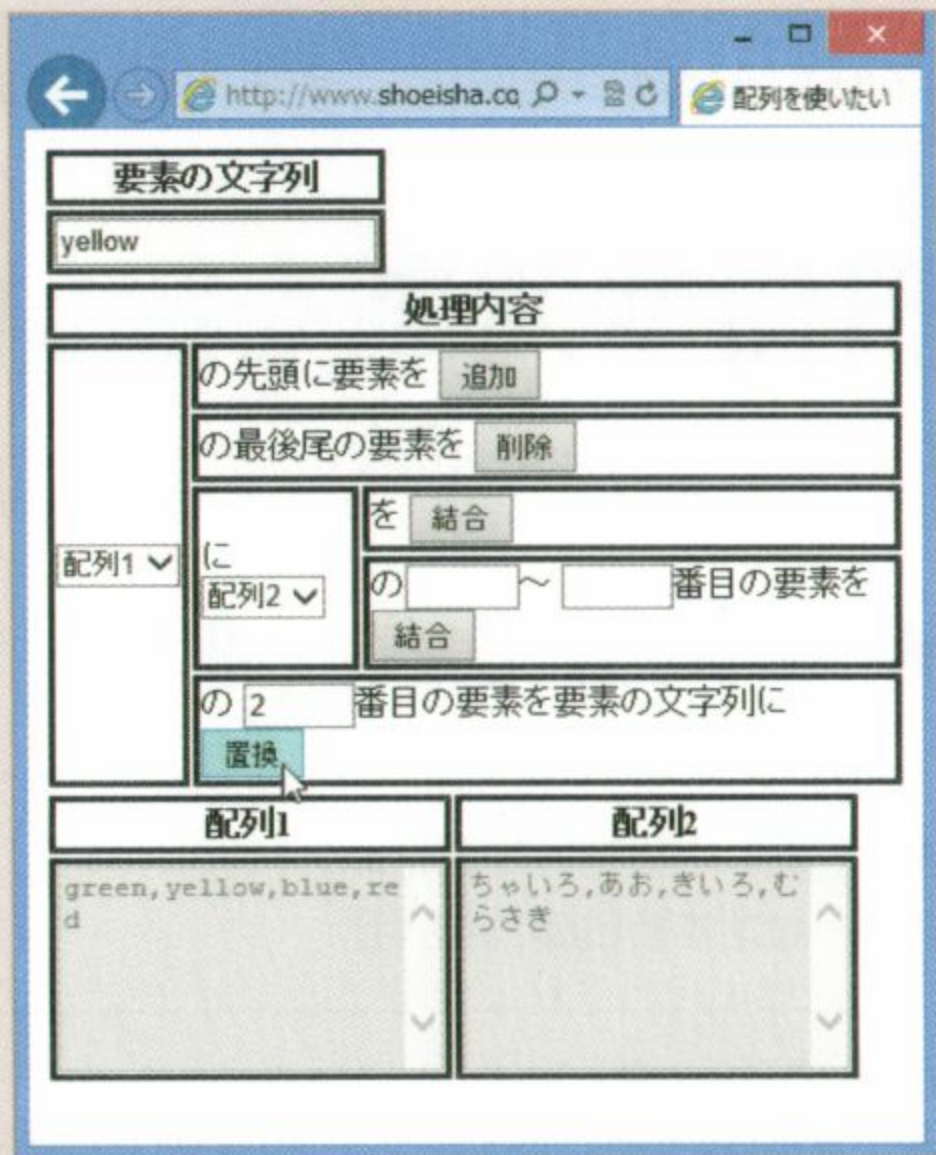 http://www.shoeisha.co
配列を使いたい
要素の文字列
yellow
処理内容
配列1
の先頭に要素を 追加
の最後尾の要素を 削除
に
配列2
を 結合
の ～ 番目の要素を
結合
の 2 番目の要素を要素の文字列に
置換
配列1
配列2
green,yellow,blue,re
d
ちゃいろ,あお,きいろ,む
らさき